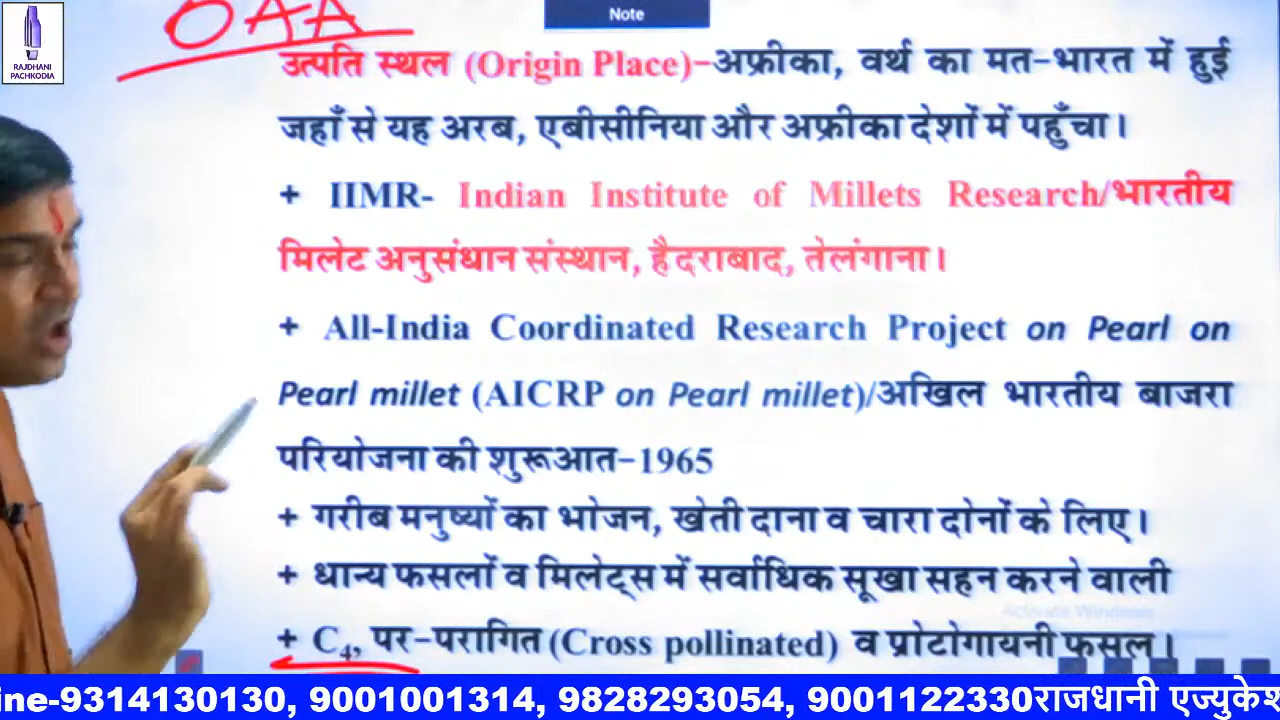 Note
OAA
RAJDHANI
PACHKODIA
उत्पति स्थल (Origin Place)-अफ्रीका, वर्थ का मत-भारत में हुई
जहाँ से यह अरब, एबीसीनिया और अफ्रीका देशों में पहुँचा।
+ IIMR- Indian Institute of Millets Research/भारतीय
मिलेट अनुसंधान संस्थान, हैदराबाद, तेलंगाना।
+ All-India Coordinated Research Project on Pearl on
Pearl millet (AICRP on Pearl millet)/अखिल भारतीय बाजरा
परियोजना की शुरूआत-1965
+ गरीब मनुष्यों का भोजन, खेती दाना व चारा दोनों के लिए।
+ धान्य फसलों व मिलेट्स में सर्वाधिक सूखा सहन करने वाली
Activate Windows
+ C₄, पर-परागित (Cross pollinated) व प्रोटोगायनी फसल।
ine-9314130130, 9001001314, 9828293054, 9001122330राजधानी एज्युकेश